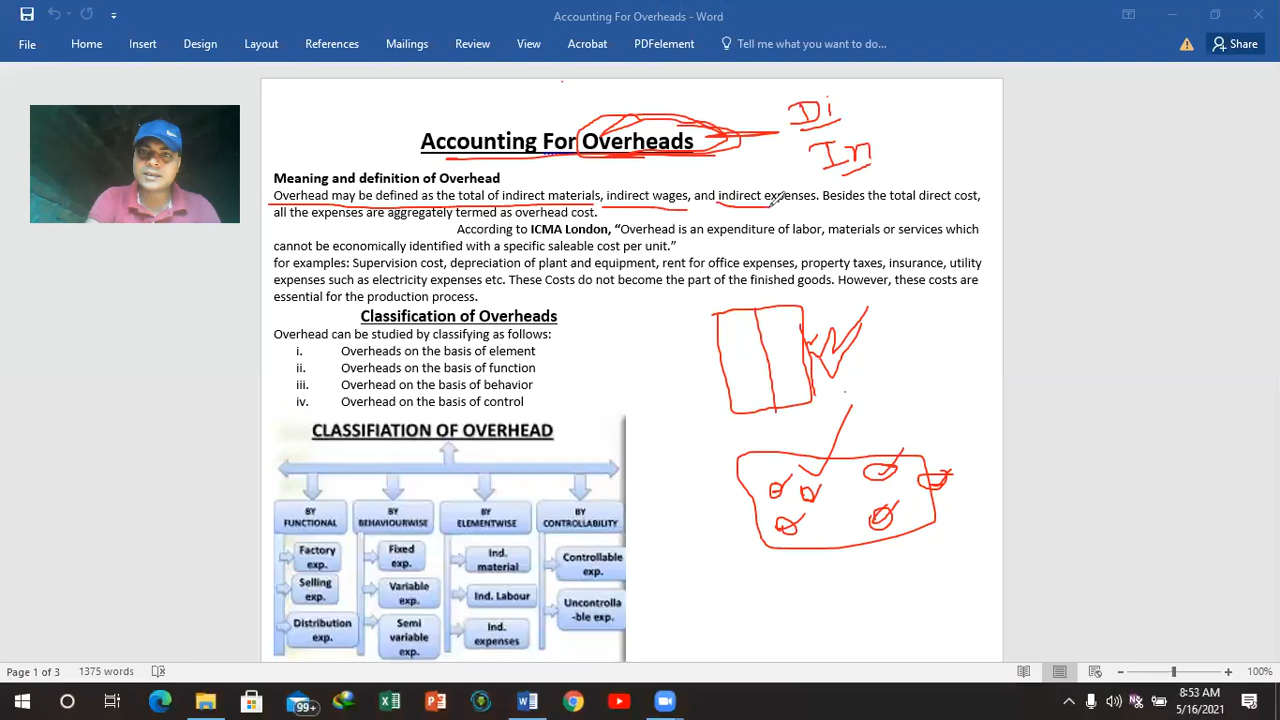 Accounting For Overheads - Word
File Home Insert Design Layout References Mailings Review View Acrobat PDFelement Tell me what you want to do... Share
Di
In
Accounting For Overheads
Meaning and definition of Overhead
Overhead may be defined as the total of indirect materials, indirect wages, and indirect expenses. Besides the total direct cost,
all the expenses are aggregately termed as overhead cost.
According to ICMA London, “Overhead is an expenditure of labor, materials or services which
cannot be economically identified with a specific saleable cost per unit.”
for examples: Supervision cost, depreciation of plant and equipment, rent for office expenses, property taxes, insurance, utility
expenses such as electricity expenses etc. These Costs do not become the part of the finished goods. However, these costs are
essential for the production process.
Classification of Overheads
Overhead can be studied by classifying as follows:
i. Overheads on the basis of element
ii. Overheads on the basis of function
iii. Overhead on the basis of behavior
iv. Overhead on the basis of control
CLASSIFIATION OF OVERHEAD
BY FUNCTIONAL
BY BEHAVIOURWISE
BY ELEMENTWISE
BY CONTROLLABILITY
Factory exp.
Selling exp.
Distribution exp.
Fixed exp.
Variable exp.
Semi variable exp.
Ind. material
Ind. Labour
Ind. expenses
Controllable exp.
Uncontrolla -ble exp.
Page 1 of 3 1375 words 100%
99+
8:53 AM
5/16/2021